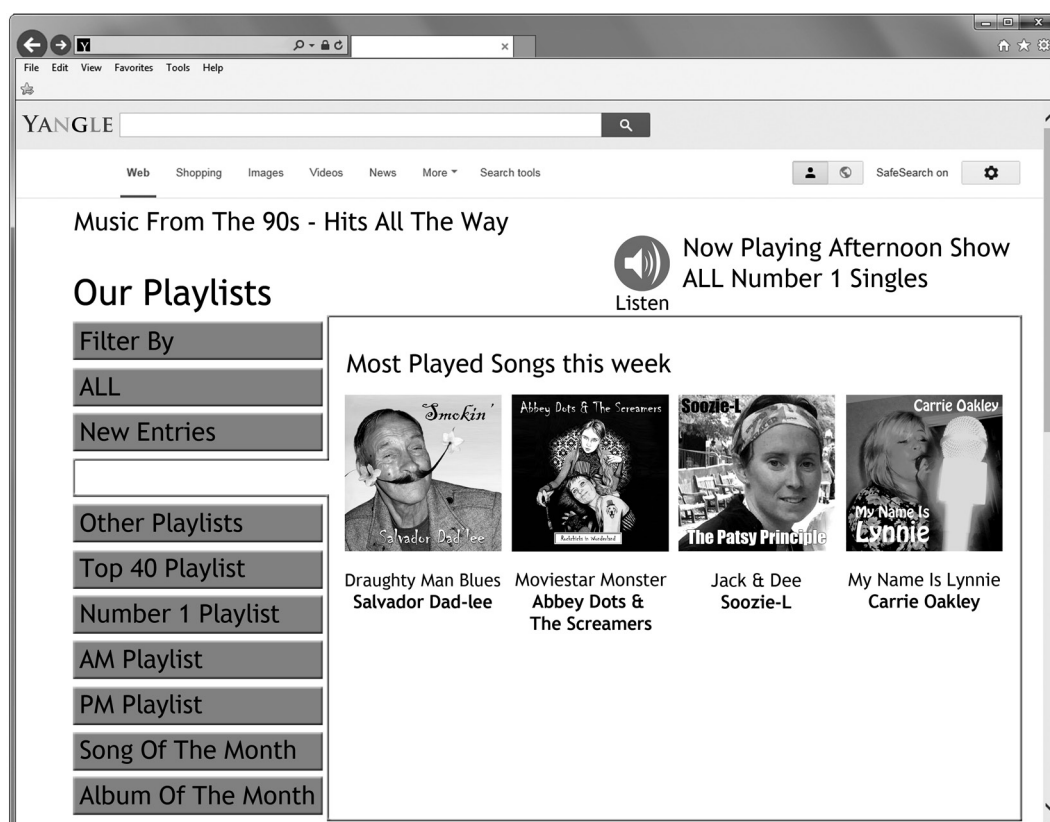 Y
File Edit View Favorites Tools Help
YANGLE
Web Shopping Images Videos News More Search tools SafeSearch on
Music From The 90s - Hits All The Way
Now Playing Afternoon Show
ALL Number 1 Singles
Listen
Our Playlists
Filter By
ALL
New Entries
Other Playlists
Top 40 Playlist
Number 1 Playlist
AM Playlist
PM Playlist
Song Of The Month
Album Of The Month
Most Played Songs this week
Smokin'
Salvador Dad lee
Draughty Man Blues
Salvador Dad-lee
Abbey Dots & The Screamers
Moviestar Monster
Abbey Dots &
The Screamers
Soozie-L
The Patsy Principle
Jack & Dee
Soozie-L
Carrie Oakley
My Name Is
Lynnie
My Name Is Lynnie
Carrie Oakley